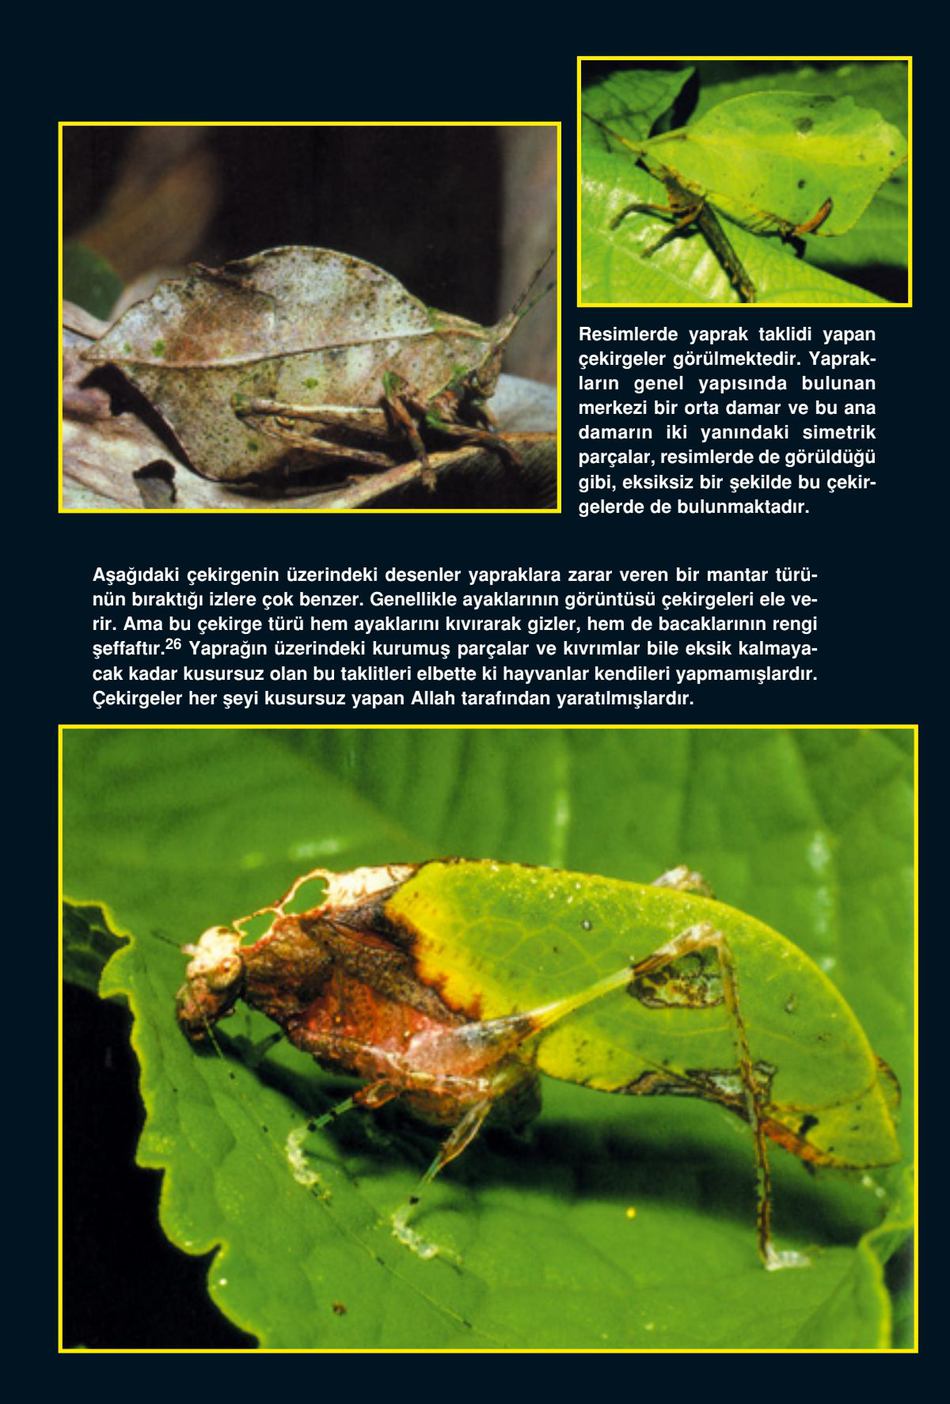 Resimlerde yaprak taklidi yapan
çekirgeler görülmektedir. Yaprak-
ların genel yapısında bulunan
merkezi bir orta damar ve bu ana
damarın iki yanındaki simetrik
parçalar, resimlerde de görüldüğü
gibi, eksiksiz bir şekilde bu çekir-
gelerde de bulunmaktadır.
Aşağıdaki çekirgenin üzerindeki desenler yapraklara zarar veren bir mantar türü-
nün bıraktığı izlere çok benzer. Genellikle ayaklarının görüntüsü çekirgeleri ele ve-
rir. Ama bu çekirge türü hem ayaklarını kıvırarak gizler, hem de bacaklarının rengi
şeffaftır.26 Yaprağın üzerindeki kurumuş parçalar ve kıvrımlar bile eksik kalmaya-
cak kadar kusursuz olan bu taklitleri elbette ki hayvanlar kendileri yapmamışlardır.
Çekirgeler her şeyi kusursuz yapan Allah tarafından yaratılmışlardır.